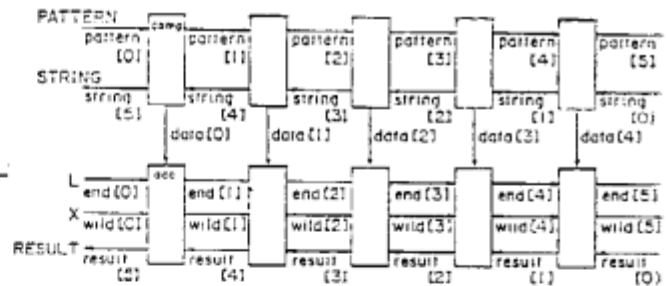 PATTERN
comp
pattern pattern pattern pattern pattern pattern
[0] [1] [2] [3] [4] [5]
STRING
string string string string string string
[5] [4] [3] [2] [1] [0]
data[0] data[1] data[2] data[3] data[4]
acc
L
end[0] end[1] end[2] end[3] end[4] end[5]
X
wild[0] wild[1] wild[2] wild[3] wild[4] wild[5]
RESULT
result result result result result result
[5] [4] [3] [2] [1] [0]